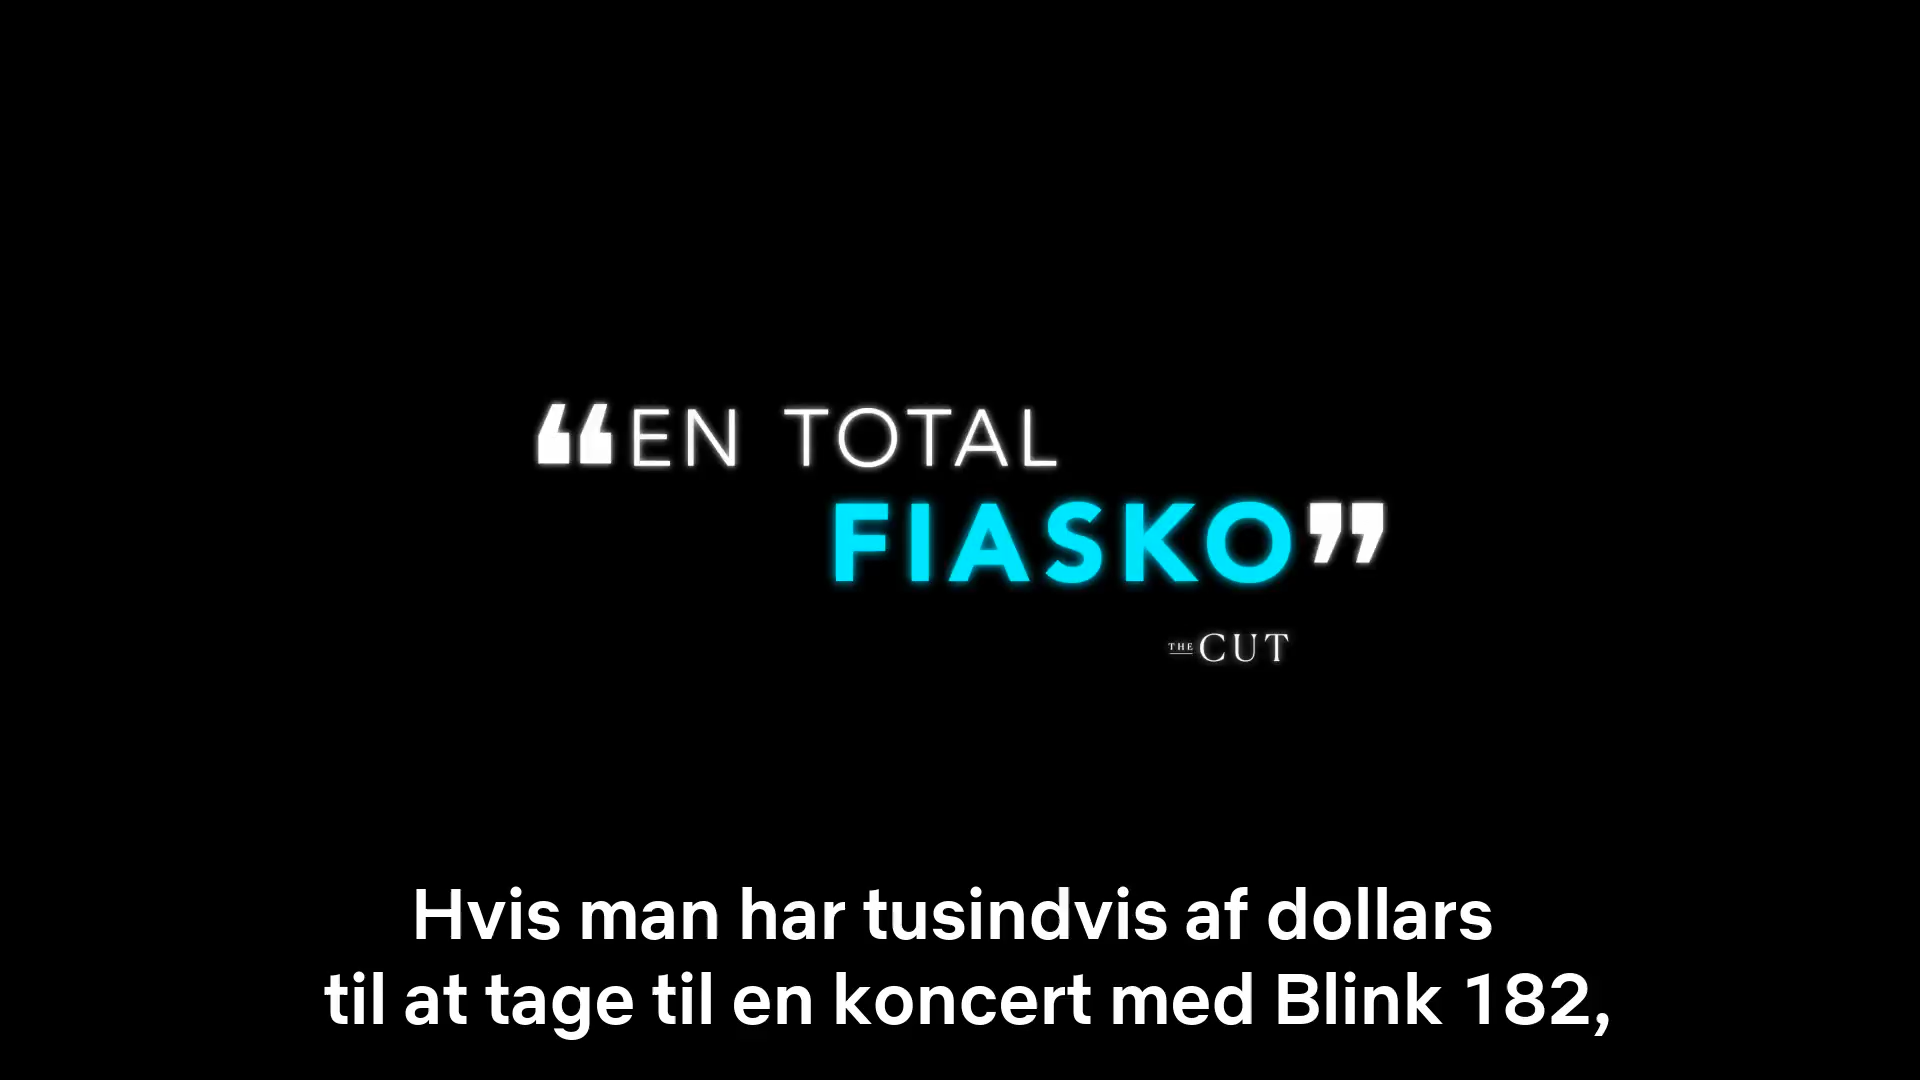 “EN TOTAL
FIASKO”
THE CUT
Hvis man har tusindvis af dollars
til at tage til en koncert med Blink 182,